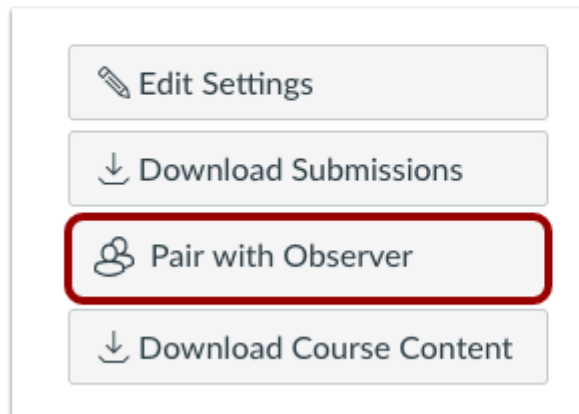 Edit Settings
Download Submissions
Pair with Observer
Download Course Content